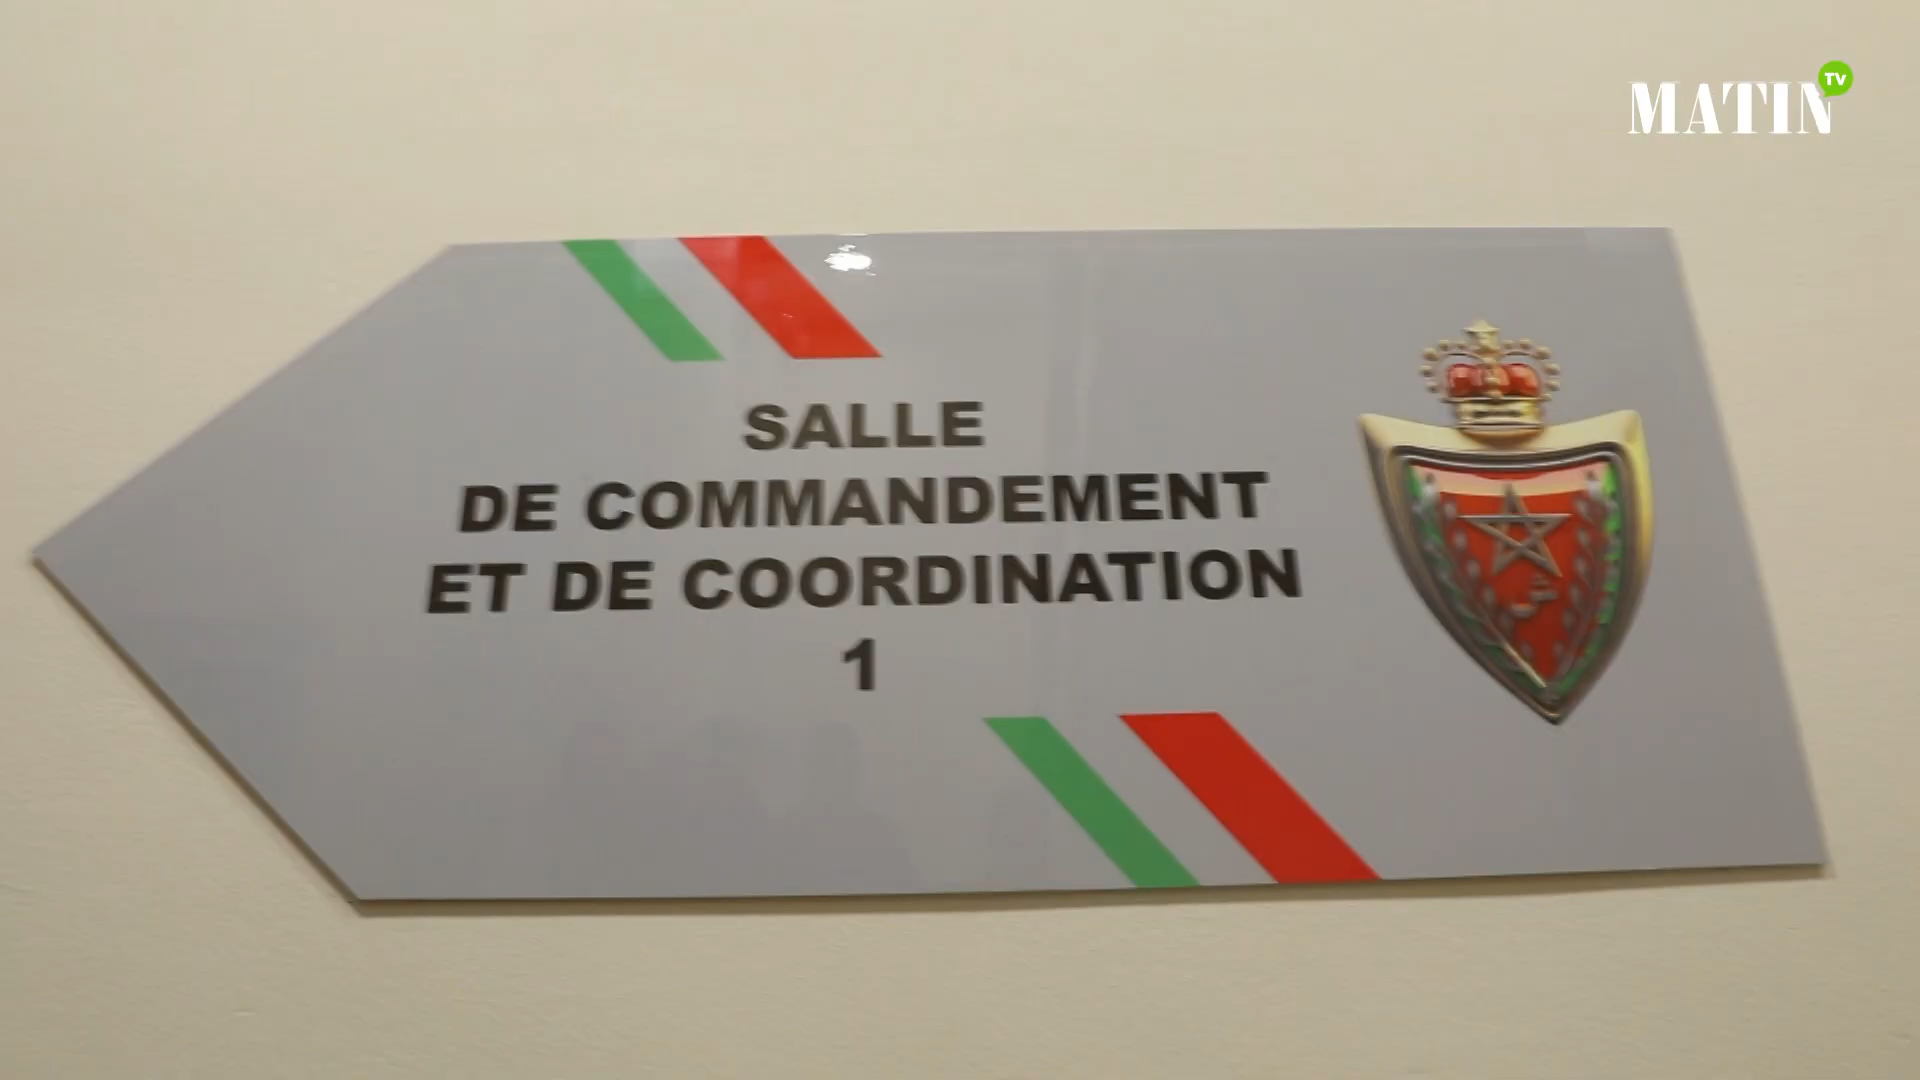 MATIN TV
SALLE
DE COMMANDEMENT
ET DE COORDINATION
1